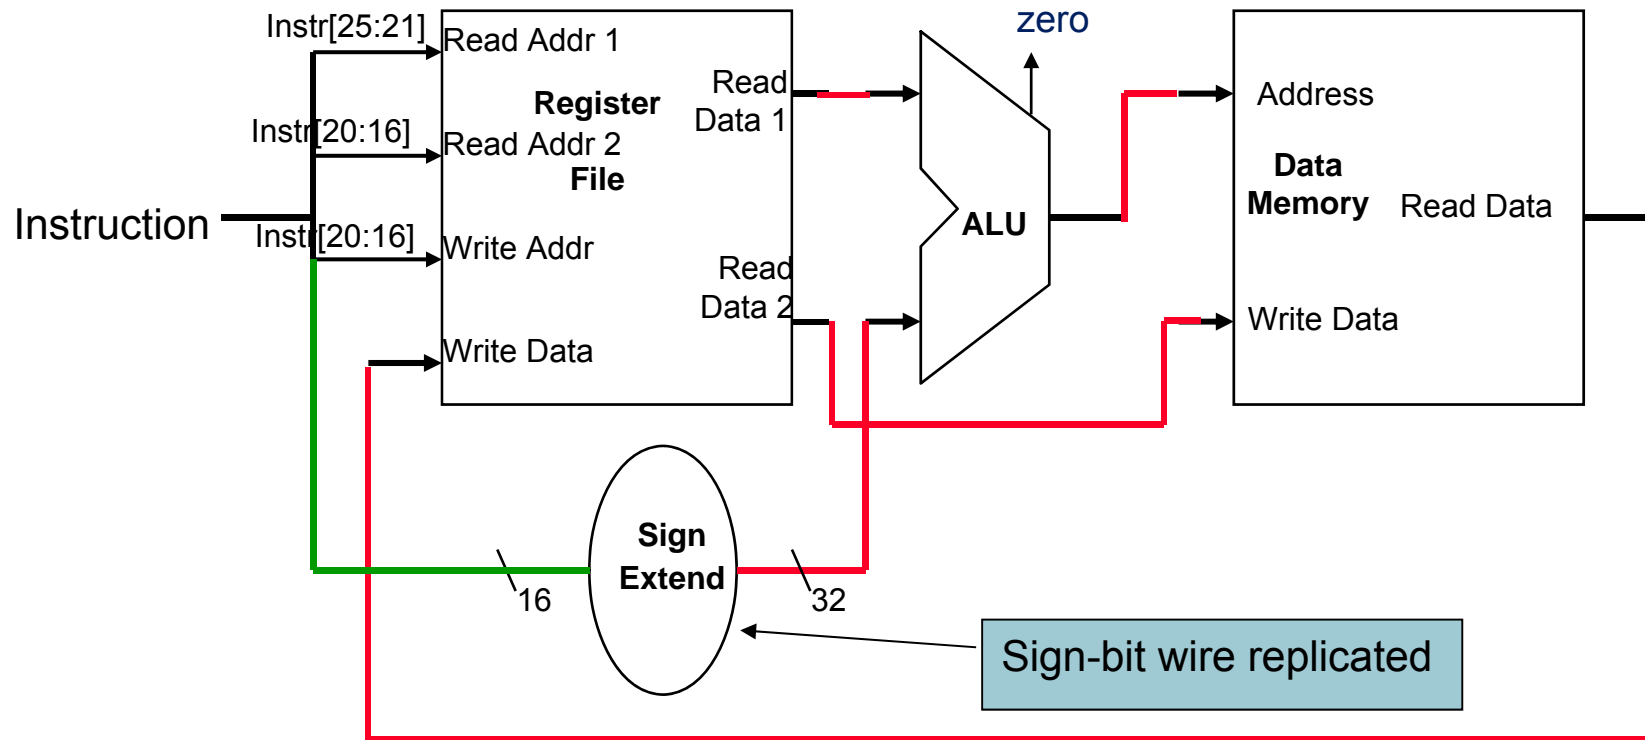 Instr[25:21]
Read Addr 1
Register
File
Instr[20:16]
Read Addr 2
Instruction
Instr[20:16]
Write Addr
Write Data
Read
Data 1
Read
Data 2
zero
ALU
Address
Data
Memory
Read Data
Write Data
Sign
Extend
16
32
Sign-bit wire replicated